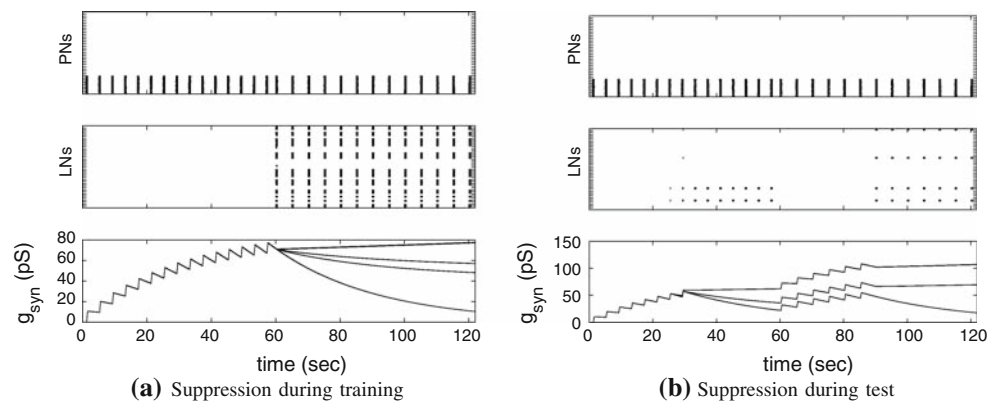 PNs
LNs
80
60
40
20
0
g_syn (pS)
0 20 40 60 80 100 120
time (sec)
(a) Suppression during training
PNs
LNs
150
100
50
0
g_syn (pS)
0 20 40 60 80 100 120
time (sec)
(b) Suppression during test